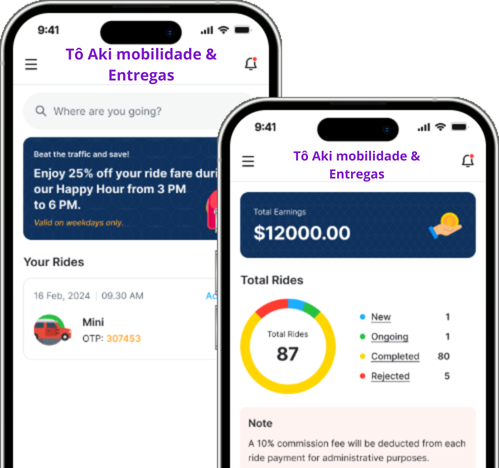 9:41
Tô Aki mobilidade &
Entregas
Where are you going?
Beat the traffic and save!
Enjoy 25% off your ride fare
our Happy Hour from 3 PM
to 6 PM.
Valid on weekdays only.
Your Rides
16 Feb, 2024
09.30 AM
Mini
OTP: 307453
9:41
Tô Aki mobilidade &
Entregas
Total Earnings
$12000.00
Total Rides
Total Rides
87
New 1
Ongoing 1
Completed 80
Rejected 5
Note
A 10% commission fee will be deducted from each
ride payment for administrative purposes.